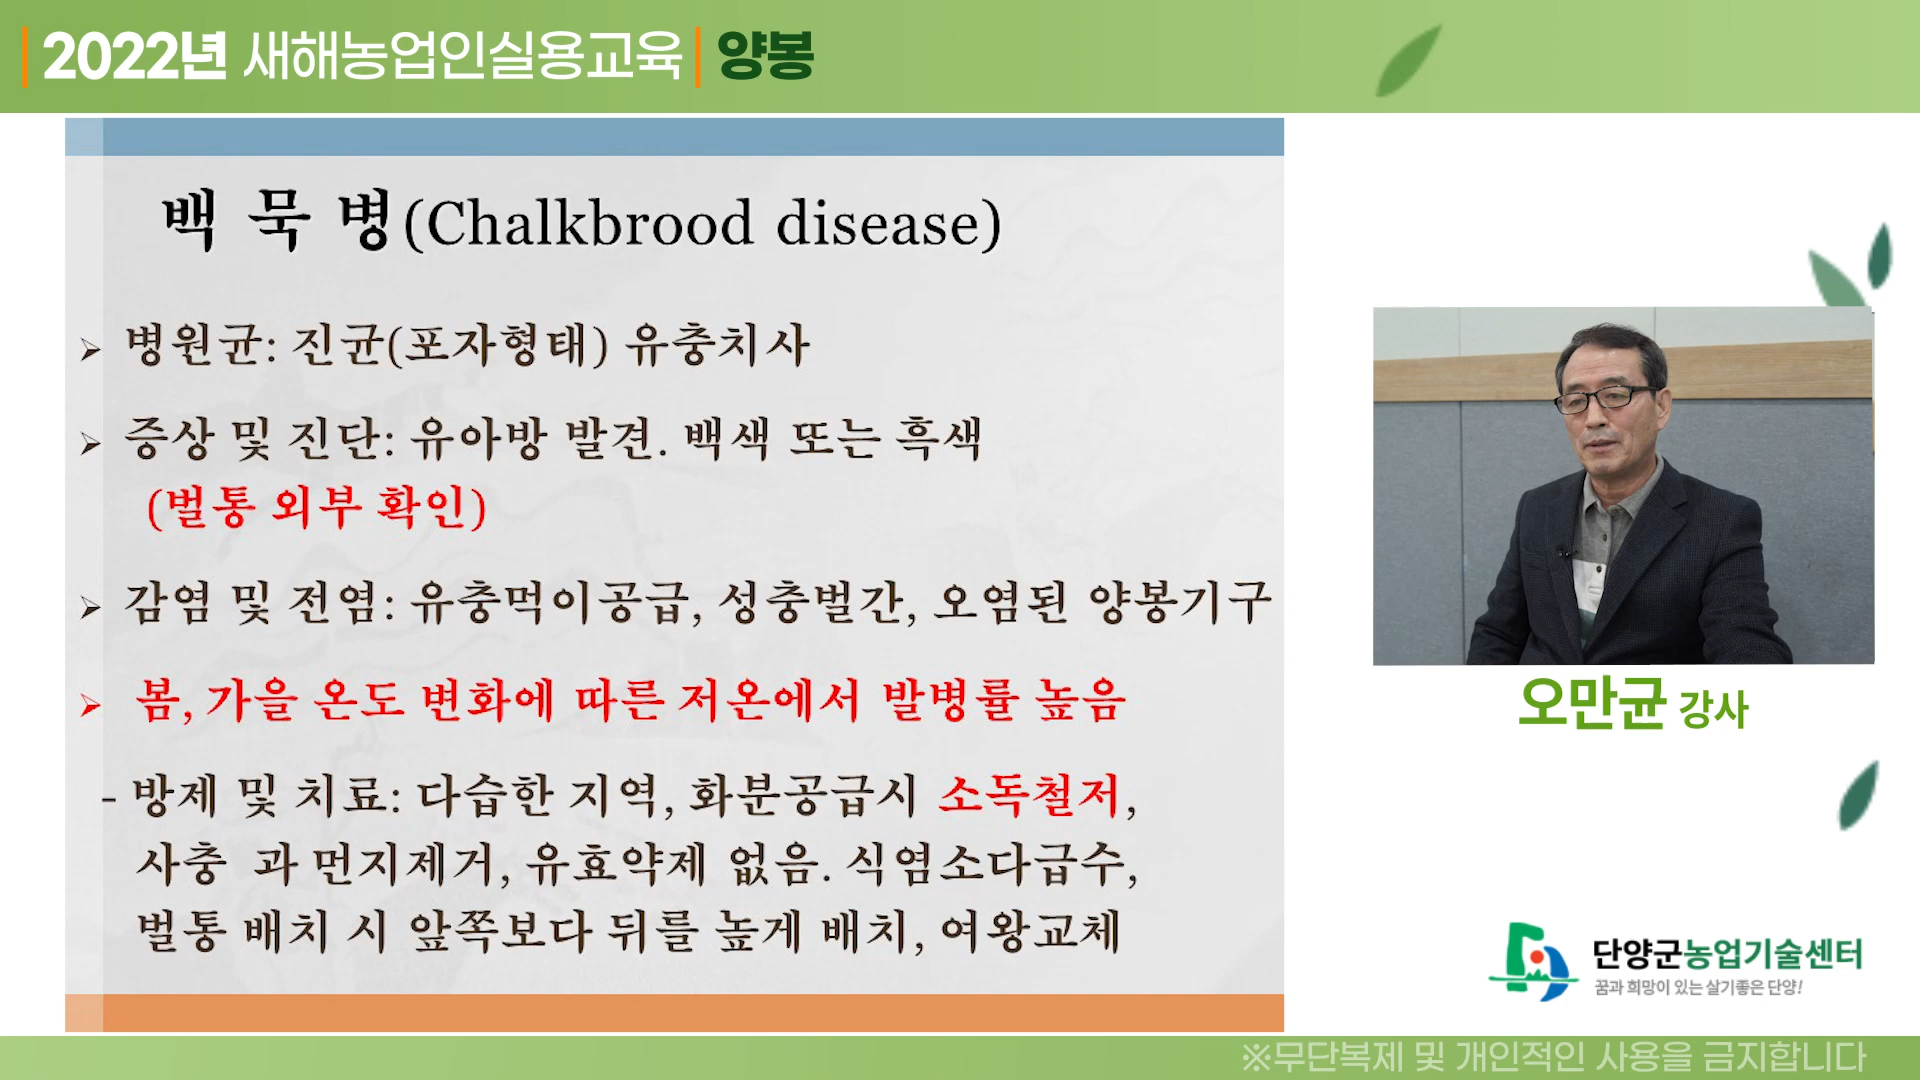 2022년 새해농업인실용교육 양봉
백 묵 병(Chalkbrood disease)
➢ 병원균: 진균(포자형태) 유충치사
➢ 증상 및 진단: 유아방 발견. 백색 또는 흑색
(벌통 외부 확인)
➢ 감염 및 전염: 유충먹이공급, 성충벌간, 오염된 양봉기구
➢ 봄, 가을 온도 변화에 따른 저온에서 발병률 높음
- 방제 및 치료: 다습한 지역, 화분공급시 소독철저,
사충 과 먼지제거, 유효약제 없음. 식염소다급수,
벌통 배치 시 앞쪽보다 뒤를 높게 배치, 여왕교체
오만균 강사
단양군농업기술센터
꿈과 희망이 있는 살기좋은 단양!
※무단복제 및 개인적인 사용을 금지합니다